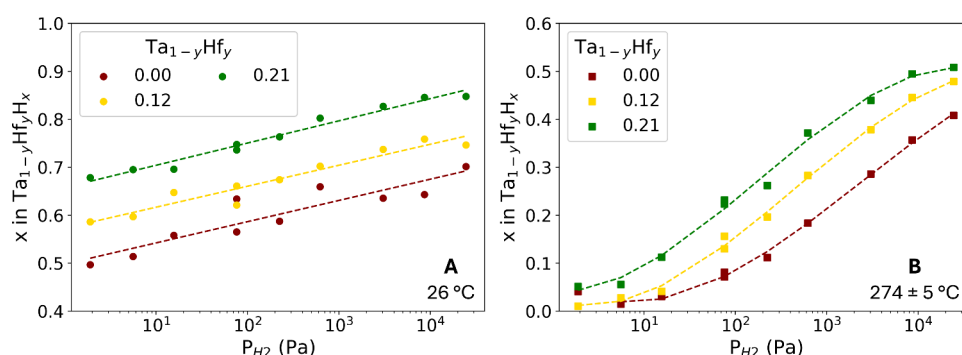 1.0
0.9
0.8
0.7
0.6
0.5
0.4
x in Ta₁₋yHfyHₓ
Ta₁₋yHfy
0.00 0.21
0.12
A
26 °C
10¹ 10² 10³ 10⁴
P_H2 (Pa)
0.6
0.5
0.4
0.3
0.2
0.1
0.0
x in Ta₁₋yHfyHₓ
Ta₁₋yHfy
0.00
0.12
0.21
B
274 ± 5 °C
10¹ 10² 10³ 10⁴
P_H2 (Pa)